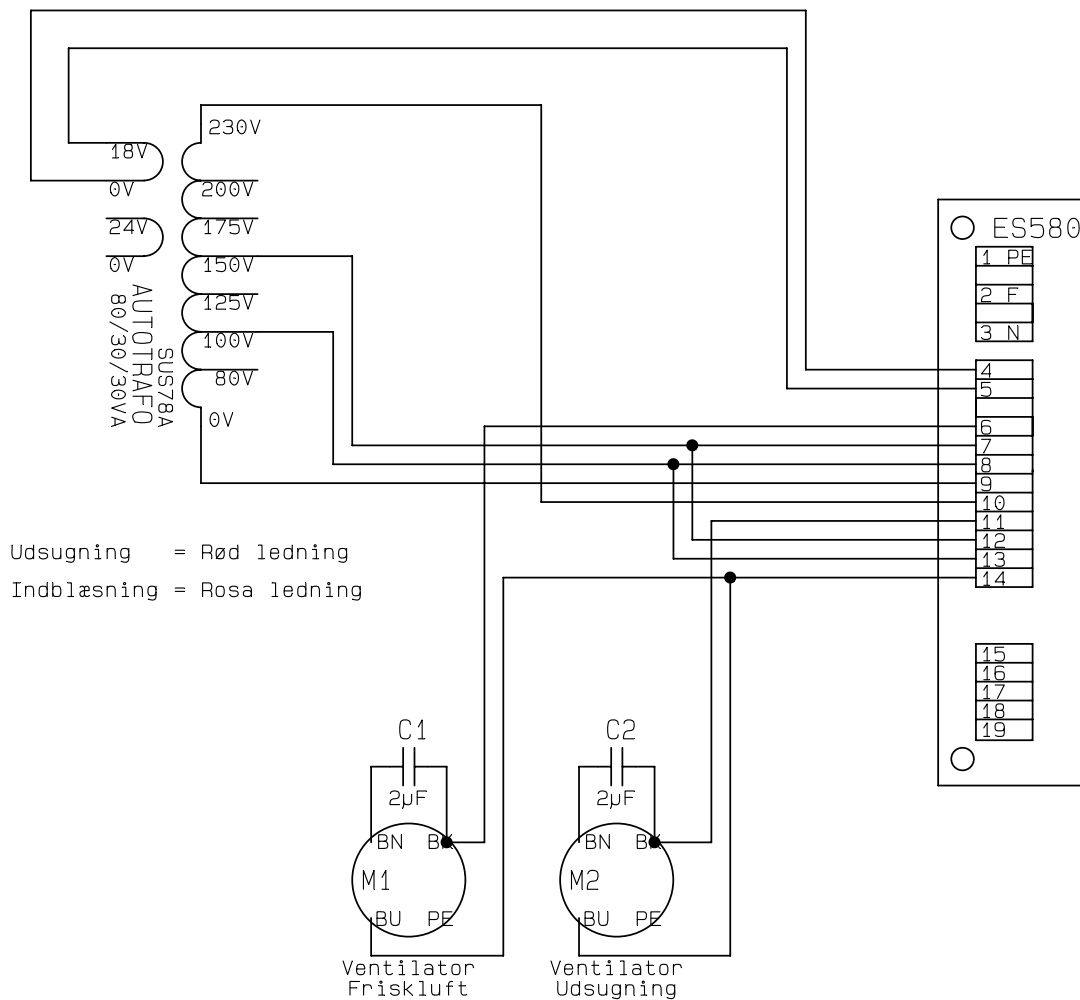 230V
18V
0V
24V
0V
200V
175V
150V
125V
100V
80V
0V
AUTOTRAFO
80/30/30VA
SUS78A
ES580
1 PE
2 F
3 N
4
5
6
7
8
9
10
11
12
13
14
15
16
17
18
19
Udsugning = Rød ledning
Indblæsning = Rosa ledning
C1
2µF
BN BK
M1
BU PE
Ventilator
Friskluft
C2
2µF
BN BK
M2
BU PE
Ventilator
Udsugning